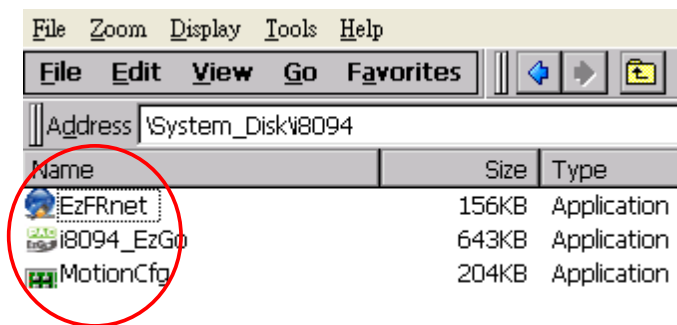 File Zoom Display Tools Help
File Edit View Go Favorites
Address \System_Disk\i8094
Name Size Type
EzFRnet 156KB Application
i8094_EzGo 643KB Application
MotionCfg 204KB Application